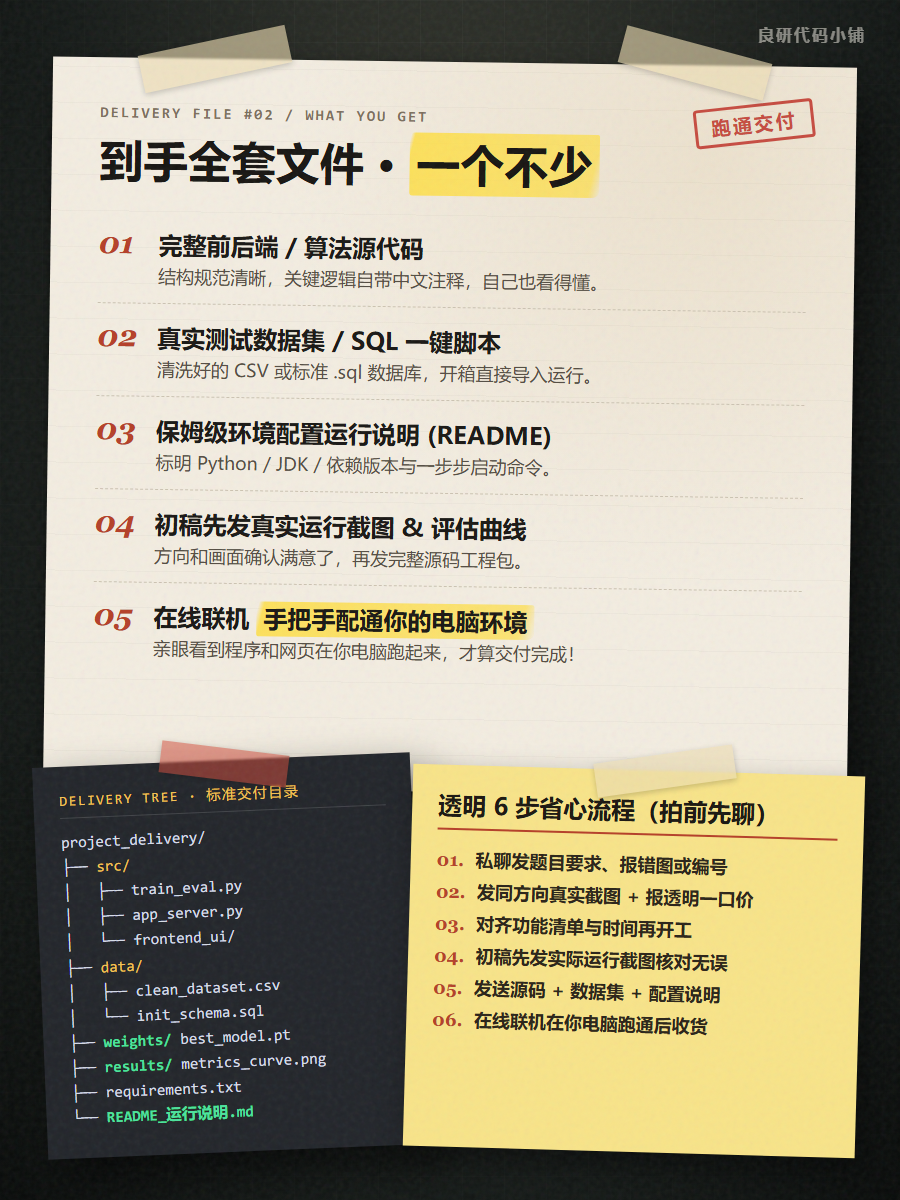 良研代码小铺
DELIVERY FILE #02 / WHAT YOU GET
跑通交付
到手全套文件 · 一个不少
01 完整前后端 / 算法源代码
结构规范清晰，关键逻辑自带中文注释，自己也看得懂。
02 真实测试数据集 / SQL 一键脚本
清洗好的 CSV 或标准 .sql 数据库，开箱直接导入运行。
03 保姆级环境配置运行说明 (README)
标明 Python / JDK / 依赖版本与一步步启动命令。
04 初稿先发真实运行截图 & 评估曲线
方向和画面确认满意了，再发完整源码工程包。
05 在线联机 手把手配通你的电脑环境
亲眼看到程序和网页在你电脑跑起来，才算交付完成！
DELIVERY TREE · 标准交付目录
project_delivery/
├── src/
│   ├── train_eval.py
│   ├── app_server.py
│   └── frontend_ui/
├── data/
│   ├── clean_dataset.csv
│   └── init_schema.sql
├── weights/ best_model.pt
├── results/ metrics_curve.png
├── requirements.txt
└── README_运行说明.md
透明 6 步省心流程（拍前先聊）
01. 私聊发题目要求、报错图或编号
02. 发同方向真实截图 + 报透明一口价
03. 对齐功能清单与时间再开工
04. 初稿先发实际运行截图核对无误
05. 发送源码 + 数据集 + 配置说明
06. 在线联机在你电脑跑通后收货